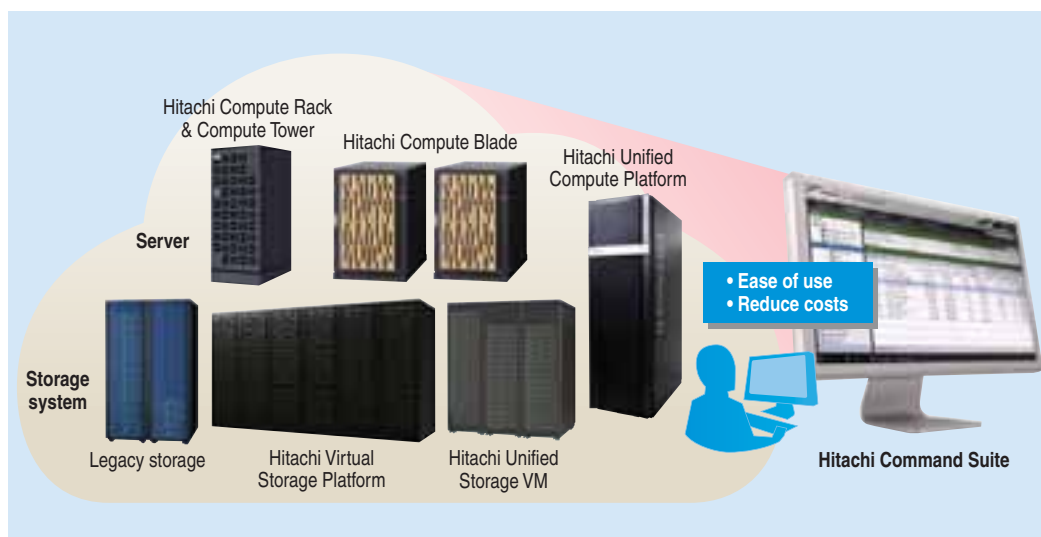 Hitachi Compute Rack
& Compute Tower
Hitachi Compute Blade
Hitachi Unified
Compute Platform
Server
• Ease of use
• Reduce costs
Storage
system
Legacy storage
Hitachi Virtual
Storage Platform
Hitachi Unified
Storage VM
Hitachi Command Suite